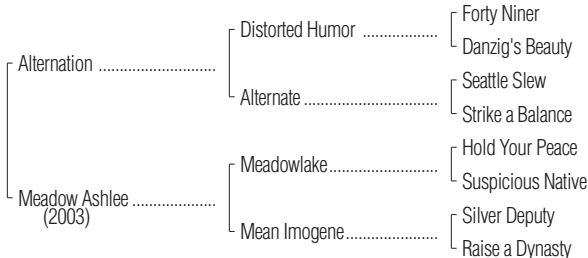 Forty Niner
Distorted Humor ..................
Danzig's Beauty
Alternation ............................
Seattle Slew
Alternate ................................
Strike a Balance
Hold Your Peace
Meadowlake..........................
Suspicious Native
Meadow Ashlee ....................
(2003)
Silver Deputy
Mean Imogene......................
Raise a Dynasty